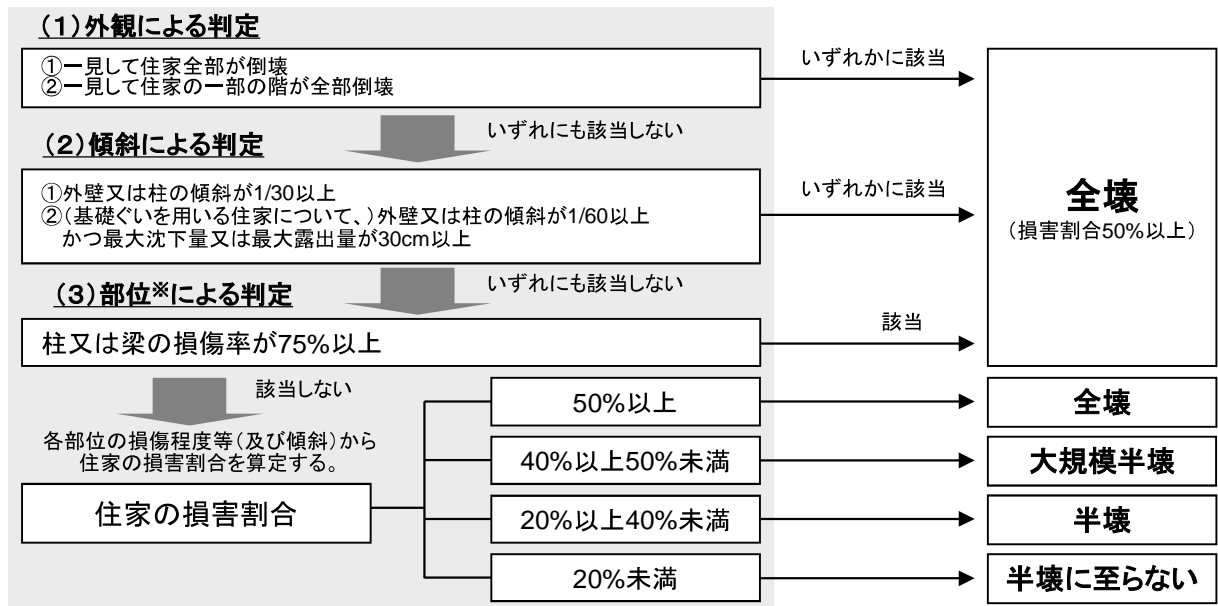 （1）外観による判定
①一見して住家全部が倒壊
②一見して住家の一部の階が全部倒壊
いずれかに該当
いずれにも該当しない
（2）傾斜による判定
①外壁又は柱の傾斜が1/30以上
②（基礎ぐいを用いる住家について、）外壁又は柱の傾斜が1/60以上
かつ最大沈下量又は最大露出量が30cm以上
いずれかに該当
全壊
（損害割合50%以上）
いずれにも該当しない
（3）部位※による判定
柱又は梁の損傷率が75%以上
該当
該当しない
各部位の損傷程度等（及び傾斜）から
住家の損害割合を算定する。
住家の損害割合
50%以上
全壊
40%以上50%未満
大規模半壊
20%以上40%未満
半壊
20%未満
半壊に至らない